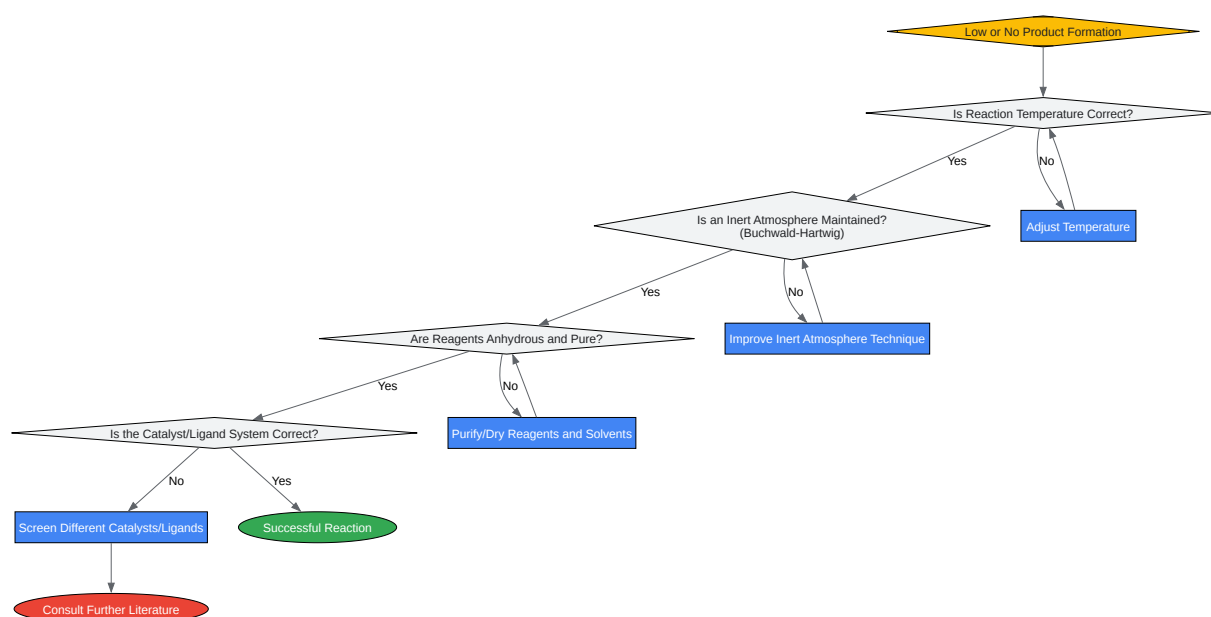 Low or No Product Formation
Is Reaction Temperature Correct?
Yes
No
Is an Inert Atmosphere Maintained?
(Buchwald-Hartwig)
Adjust Temperature
Yes
No
Are Reagents Anhydrous and Pure?
Improve Inert Atmosphere Technique
Yes
No
Is the Catalyst/Ligand System Correct?
Purify/Dry Reagents and Solvents
No
Yes
Screen Different Catalysts/Ligands
Successful Reaction
Consult Further Literature